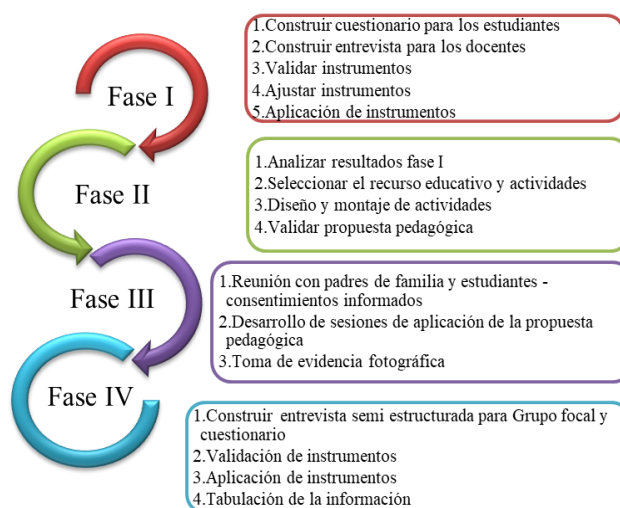 Fase I
1.Construir cuestionario para los estudiantes
2.Construir entrevista para los docentes
3.Validar instrumentos
4.Ajustar instrumentos
5.Aplicación de instrumentos
Fase II
1.Analizar resultados fase I
2.Seleccionar el recurso educativo y actividades
3.Diseño y montaje de actividades
4.Validar propuesta pedagógica
Fase III
1.Reunión con padres de familia y estudiantes -
consentimientos informados
2.Desarrollo de sesiones de aplicación de la propuesta
pedagógica
3.Toma de evidencia fotográfica
Fase IV
1.Construir entrevista semi estructurada para Grupo focal y
cuestionario
2.Validación de instrumentos
3.Aplicación de instrumentos
4.Tabulación de la información